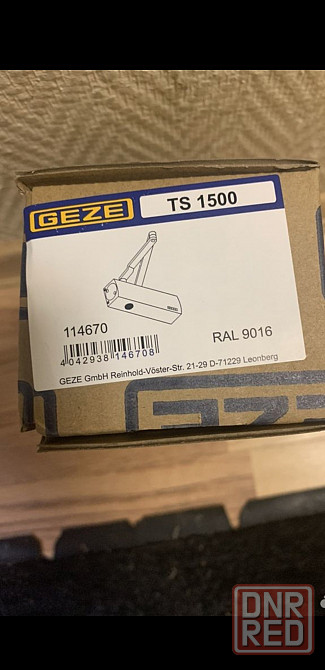 GEZE TS 1500
114670
RAL 9016
4 042938 146708
GEZE GmbH Reinhold-Vöster-Str. 21-29 D-71229 Leonberg
GEZE
DNR
RED